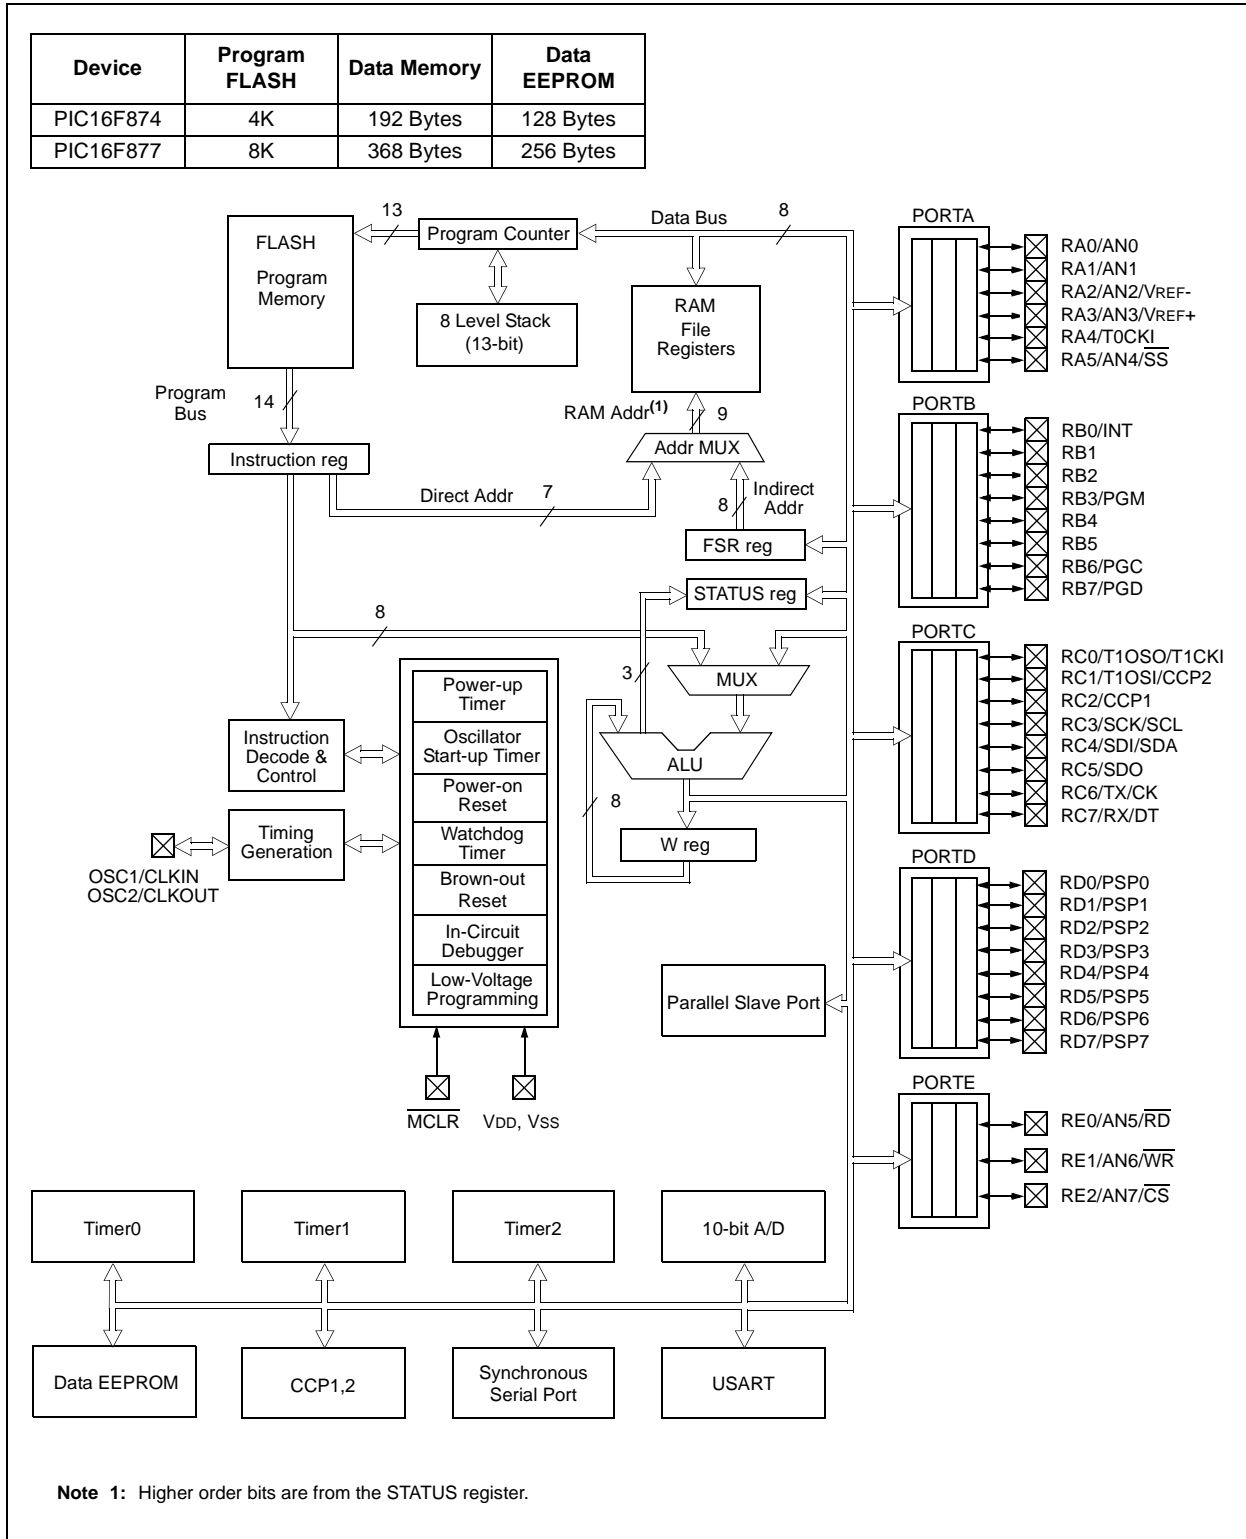 Device Program FLASH Data Memory Data EEPROM
PIC16F874 4K 192 Bytes 128 Bytes
PIC16F877 8K 368 Bytes 256 Bytes
13
Data Bus
8
FLASH
Program
Memory
Program Counter
8 Level Stack
(13-bit)
RAM
File
Registers
Program
Bus
14
RAM Addr(1)
9
Instruction reg
Addr MUX
Direct Addr
7
8
Indirect
Addr
FSR reg
STATUS reg
8
3
MUX
ALU
8
W reg
Instruction
Decode &
Control
Timing
Generation
OSC1/CLKIN
OSC2/CLKOUT
Power-up
Timer
Oscillator
Start-up Timer
Power-on
Reset
Watchdog
Timer
Brown-out
Reset
In-Circuit
Debugger
Low-Voltage
Programming
MCLR
VDD, VSS
Parallel Slave Port
PORTA
RA0/AN0
RA1/AN1
RA2/AN2/VREF-
RA3/AN3/VREF+
RA4/T0CKI
RA5/AN4/SS
PORTB
RB0/INT
RB1
RB2
RB3/PGM
RB4
RB5
RB6/PGC
RB7/PGD
PORTC
RC0/T1OSO/T1CKI
RC1/T1OSI/CCP2
RC2/CCP1
RC3/SCK/SCL
RC4/SDI/SDA
RC5/SDO
RC6/TX/CK
RC7/RX/DT
PORTD
RD0/PSP0
RD1/PSP1
RD2/PSP2
RD3/PSP3
RD4/PSP4
RD5/PSP5
RD6/PSP6
RD7/PSP7
PORTE
RE0/AN5/RD
RE1/AN6/WR
RE2/AN7/CS
Timer0
Timer1
Timer2
10-bit A/D
Data EEPROM
CCP1,2
Synchronous
Serial Port
USART
Note 1: Higher order bits are from the STATUS register.